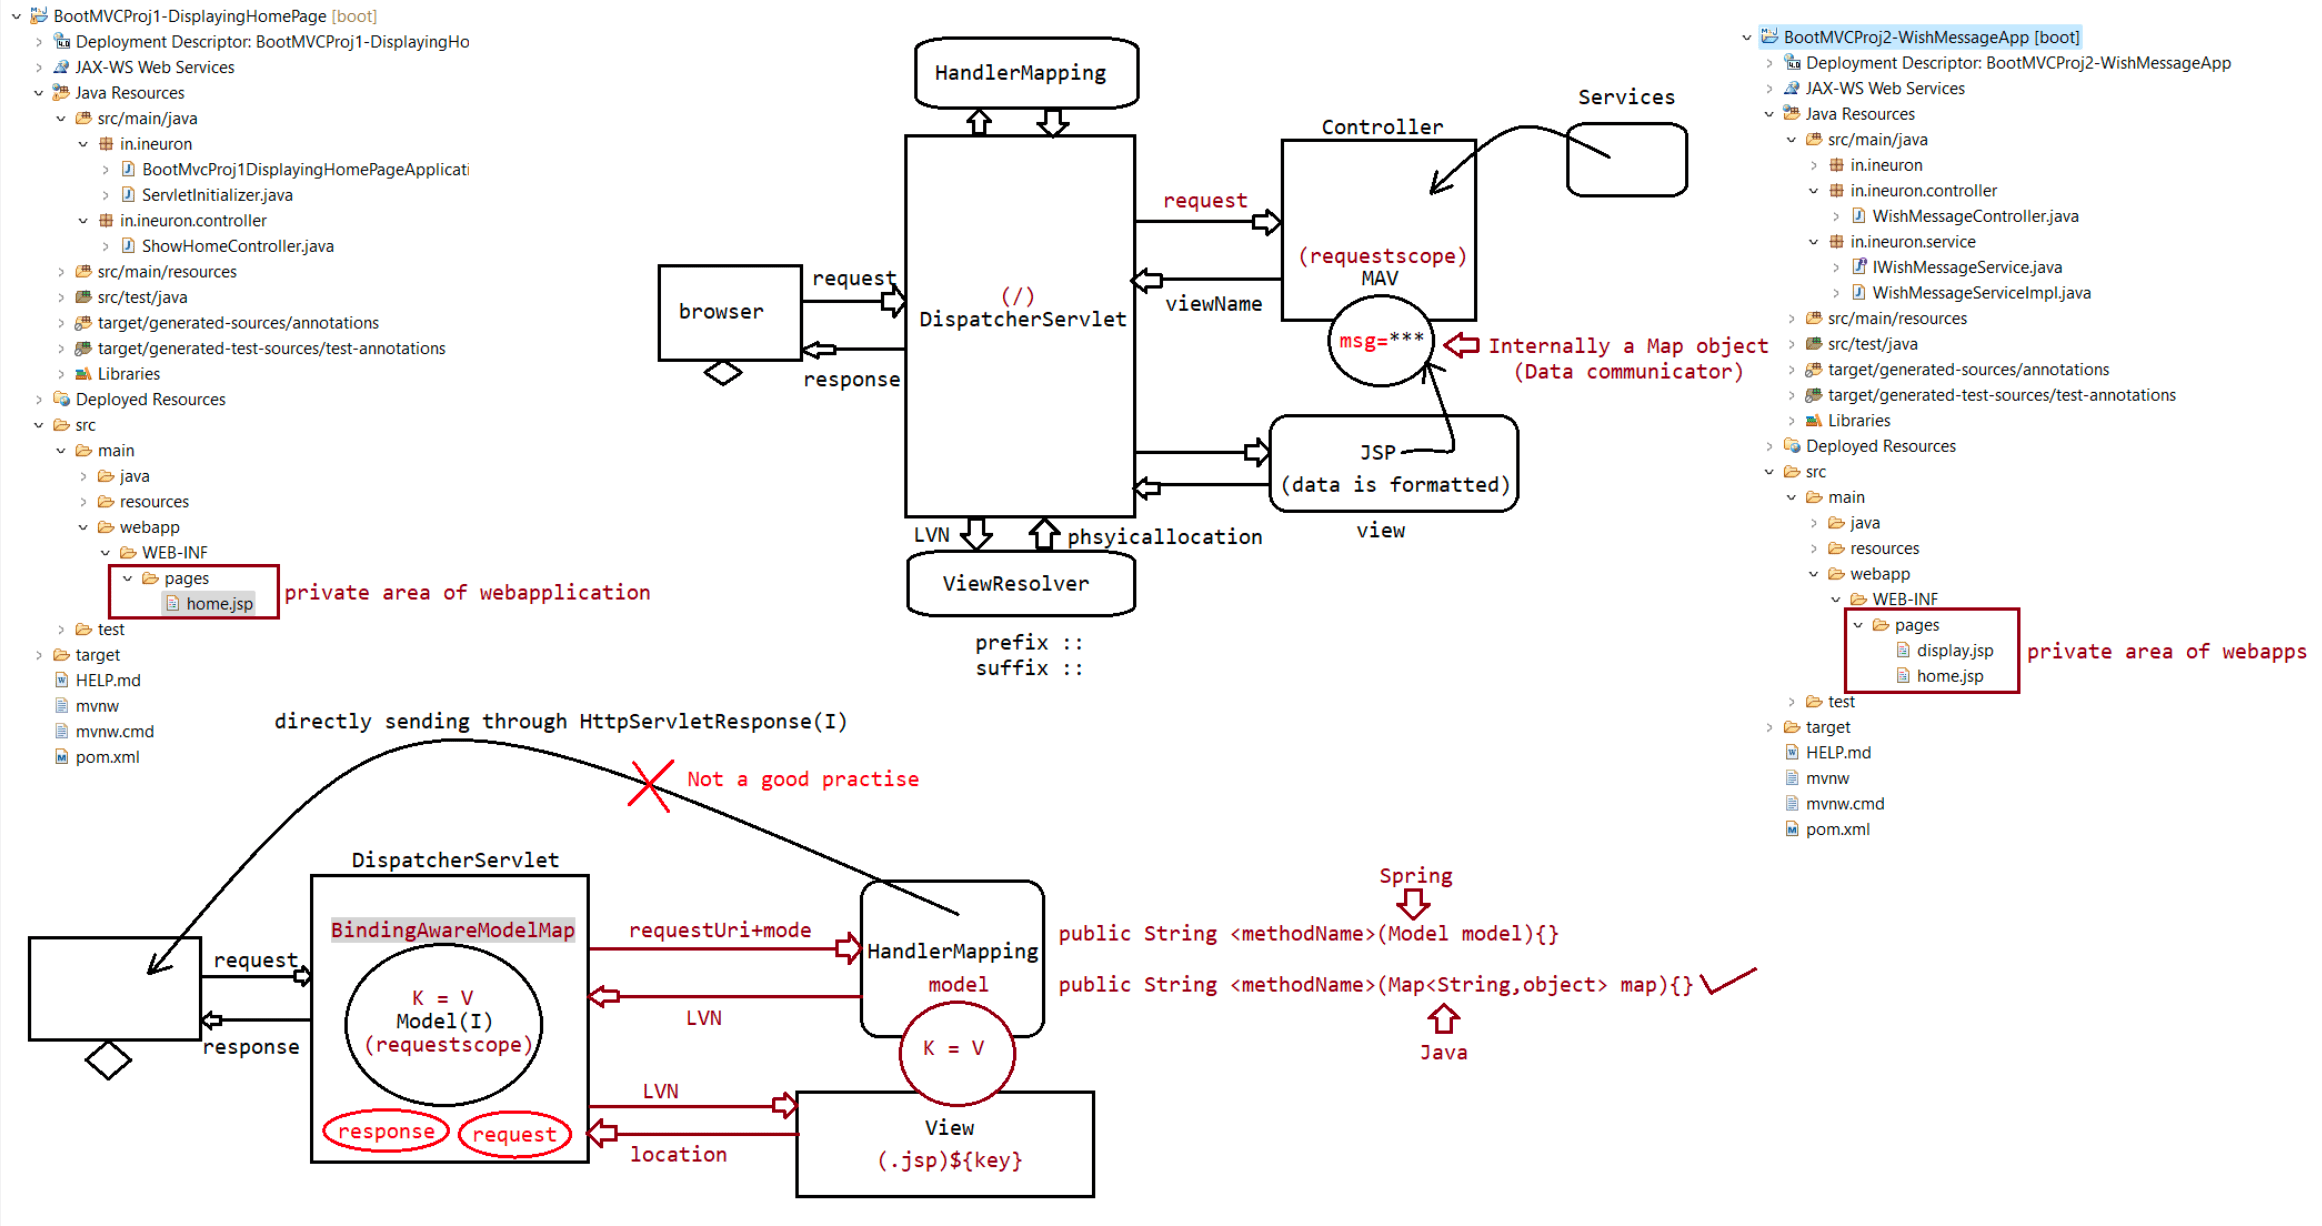 BootMVCProj1-DisplayingHomePage [boot]
Deployment Descriptor: BootMVCProj1-DisplayingHo
JAX-WS Web Services
Java Resources
src/main/java
in.ineuron
BootMvcProj1DisplayingHomePageApplicati
ServletInitializer.java
in.ineuron.controller
ShowHomeController.java
src/main/resources
src/test/java
target/generated-sources/annotations
target/generated-test-sources/test-annotations
Libraries
Deployed Resources
src
main
java
resources
webapp
WEB-INF
pages
home.jsp
private area of webapplication
test
target
HELP.md
mvnw
mvnw.cmd
pom.xml
HandlerMapping
Services
Controller
request
(requestscope)
MAV
browser
request
(/)
DispatcherServlet
viewName
msg=***
Internally a Map object
(Data communicator)
response
JSP
(data is formatted)
view
LVN
phsyicallocation
ViewResolver
prefix ::
suffix ::
BootMVCProj2-WishMessageApp [boot]
Deployment Descriptor: BootMVCProj2-WishMessageApp
JAX-WS Web Services
Java Resources
src/main/java
in.ineuron
in.ineuron.controller
WishMessageController.java
in.ineuron.service
IWishMessageService.java
WishMessageServiceImpl.java
src/main/resources
src/test/java
target/generated-sources/annotations
target/generated-test-sources/test-annotations
Libraries
Deployed Resources
src
main
java
resources
webapp
WEB-INF
pages
display.jsp
private area of webapps
home.jsp
test
target
HELP.md
mvnw
mvnw.cmd
pom.xml
directly sending through HttpServletResponse(I)
Not a good practise
DispatcherServlet
BindingAwareModelMap
request
K = V
Model(I)
(requestscope)
response
response
request
requestUri+mode
LVN
LVN
location
HandlerMapping
model
K = V
View
(.jsp)${key}
Spring
public String <methodName>(Model model){}
public String <methodName>(Map<String,object> map){}
Java